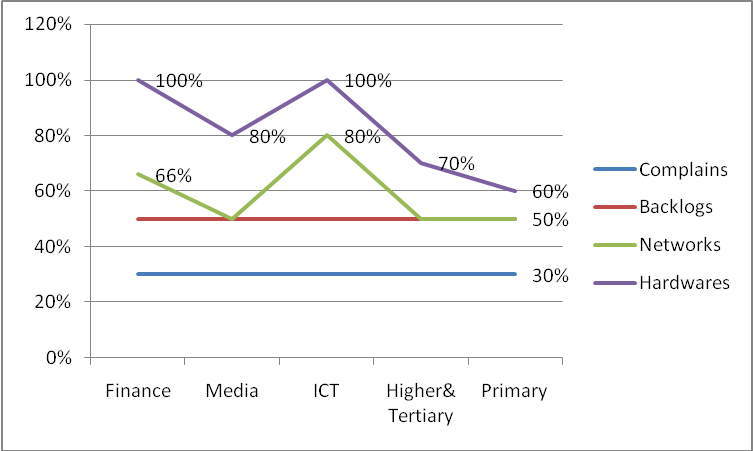 120%
100%
80%
60%
40%
20%
0%
100%
80%
100%
70%
60%
66%
80%
50%
30%
Finance
Media
ICT
Higher&
Tertiary
Primary
Complains
Backlogs
Networks
Hardwares